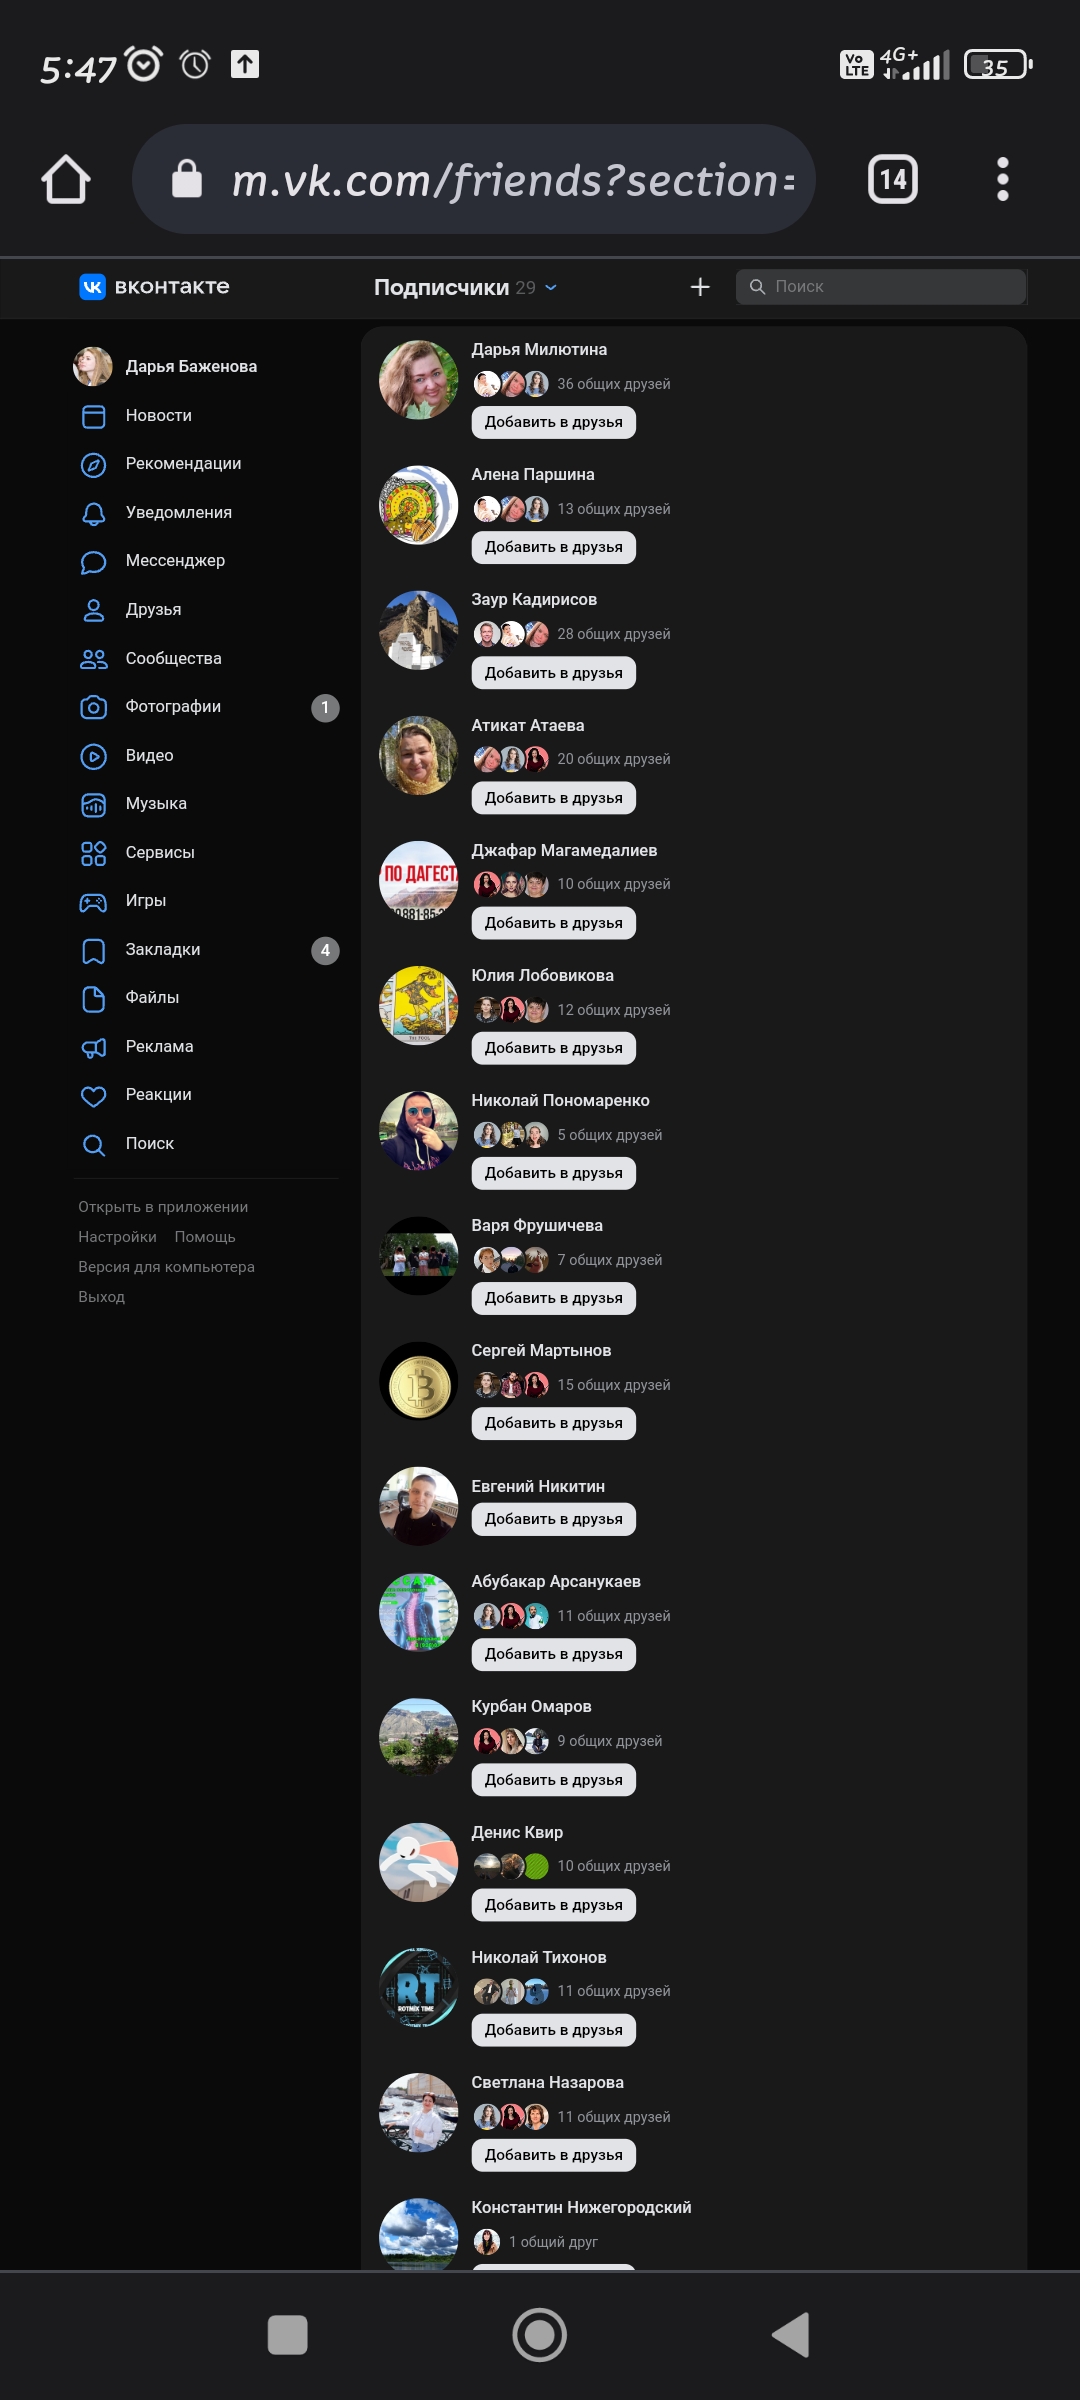 5:47
Vo LTE 4G+ 35
m.vk.com/friends?section=
14
вконтакте
Подписчики 29
Поиск
Дарья Баженова
Новости
Рекомендации
Уведомления
Мессенджер
Друзья
Сообщества
Фотографии 1
Видео
Музыка
Сервисы
Игры
Закладки 4
Файлы
Реклама
Реакции
Поиск
Открыть в приложении
Настройки Помощь
Версия для компьютера
Выход
Дарья Милютина
36 общих друзей
Добавить в друзья
Алена Паршина
13 общих друзей
Добавить в друзья
Заур Кадирисов
28 общих друзей
Добавить в друзья
Атикат Атаева
20 общих друзей
Добавить в друзья
Джафар Магамедалиев
ПО ДАГЕСТ
10 общих друзей
Добавить в друзья
Юлия Лобовикова
12 общих друзей
Добавить в друзья
Николай Пономаренко
5 общих друзей
Добавить в друзья
Варя Фрушичева
7 общих друзей
Добавить в друзья
Сергей Мартынов
15 общих друзей
Добавить в друзья
Евгений Никитин
Добавить в друзья
Абубакар Арсанукаев
11 общих друзей
Добавить в друзья
Курбан Омаров
9 общих друзей
Добавить в друзья
Денис Квир
10 общих друзей
Добавить в друзья
Николай Тихонов
RT
ROTMIX TIME
11 общих друзей
Добавить в друзья
Светлана Назарова
11 общих друзей
Добавить в друзья
Константин Нижегородский
1 общий друг